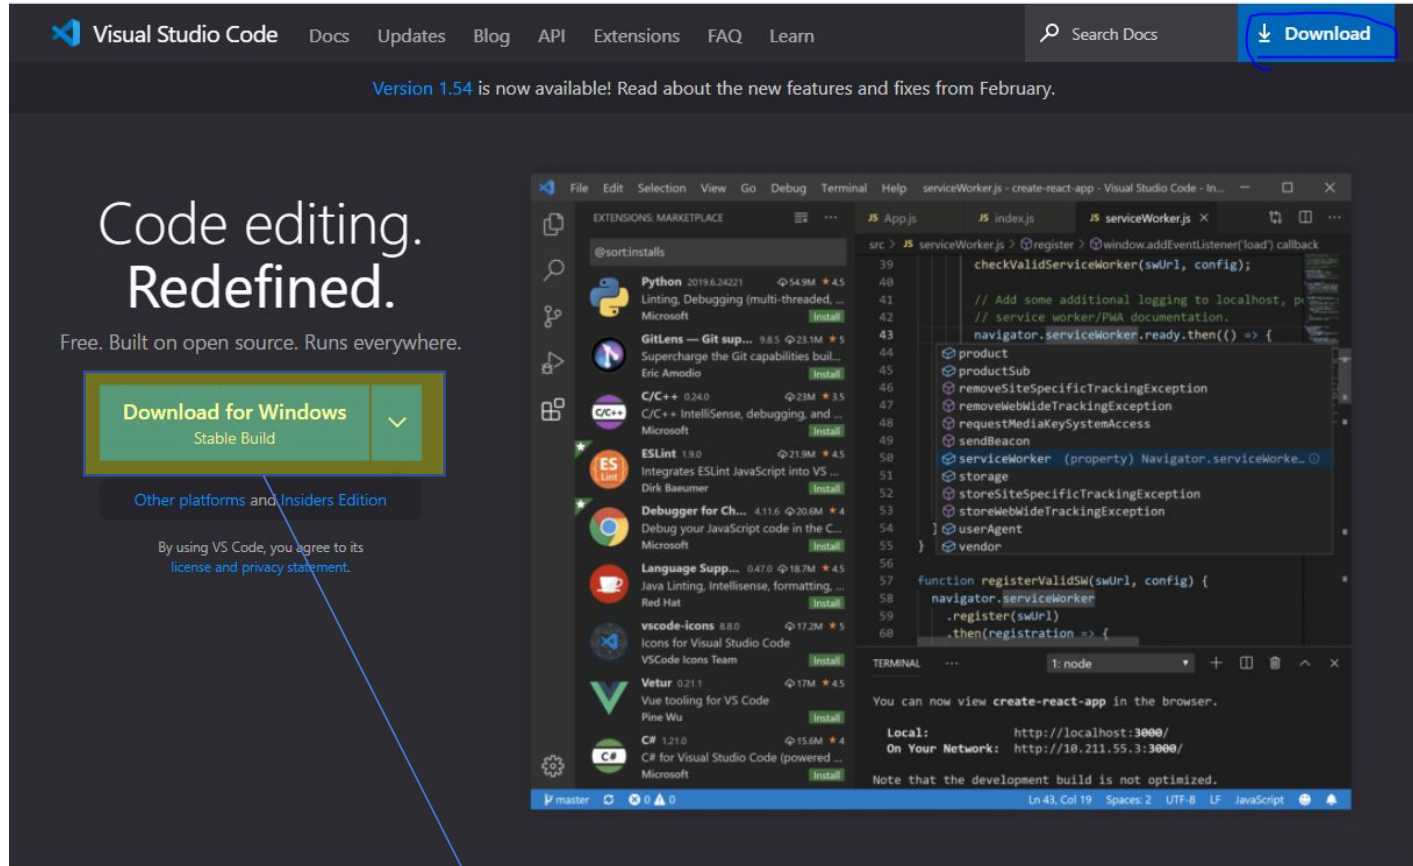 Visual Studio Code Docs Updates Blog API Extensions FAQ Learn Search Docs Download
Version 1.54 is now available! Read about the new features and fixes from February.
Code editing.
Redefined.
Free. Built on open source. Runs everywhere.
Download for Windows
Stable Build
Other platforms and Insiders Edition
By using VS Code, you agree to its
license and privacy statement.
File Edit Selection View Go Debug Terminal Help serviceWorker.js - create-react-app - Visual Studio Code - In...
EXTENSIONS: MARKETPLACE
@sort:installs
Python 2019.6.24221 54.9M ★ 4.5
Linting, Debugging (multi-threaded, ...
Microsoft Install
GitLens — Git sup... 9.8.5 23.1M ★ 5
Supercharge the Git capabilities buil...
Eric Amodio Install
C/C++ 0.24.0 23M ★ 3.5
C/C++ IntelliSense, debugging, and ...
Microsoft Install
ESLint 1.9.0 21.9M ★ 4.5
Integrates ESLint JavaScript into VS ...
Dirk Baeumer Install
Debugger for Ch... 4.11.6 20.6M ★ 4
Debug your JavaScript code in the C...
Microsoft Install
Language Supp... 0.47.0 18.7M ★ 4.5
Java Linting, Intellisense, formatting, ...
Red Hat Install
vscode-icons 8.8.0 17.2M ★ 5
Icons for Visual Studio Code
VSCode Icons Team Install
Vetur 0.21.1 17M ★ 4.5
Vue tooling for VS Code
Pine Wu Install
C# 1.21.0 15.6M ★ 4
C# for Visual Studio Code (powered ...
Microsoft Install
JS App.js JS index.js JS serviceWorker.js
src > JS serviceWorker.js > register > window.addEventListener('load') callback
39 checkValidServiceWorker(swUrl, config);
40
41 // Add some additional logging to localhost,
42 // service worker/PWA documentation.
43 navigator.serviceWorker.ready.then(() => {
44 product
45 productSub
46 removeSiteSpecificTrackingException
47 removeWebWideTrackingException
48 requestMediaKeySystemAccess
49 sendBeacon
50 serviceWorker (property) Navigator.serviceWorke...
51 storage
52 storeSiteSpecificTrackingException
53 storeWebWideTrackingException
54 ] userAgent
55 } vendor
56
57 function registerValidSW(swUrl, config) {
58 navigator.serviceWorker
59 .register(swUrl)
60 .then(registration => {
TERMINAL ... 1: node
You can now view create-react-app in the browser.
Local: http://localhost:3000/
On Your Network: http://10.211.55.3:3000/
Note that the development build is not optimized.
master 0 0 Ln 43, Col 19 Spaces: 2 UTF-8 LF JavaScript